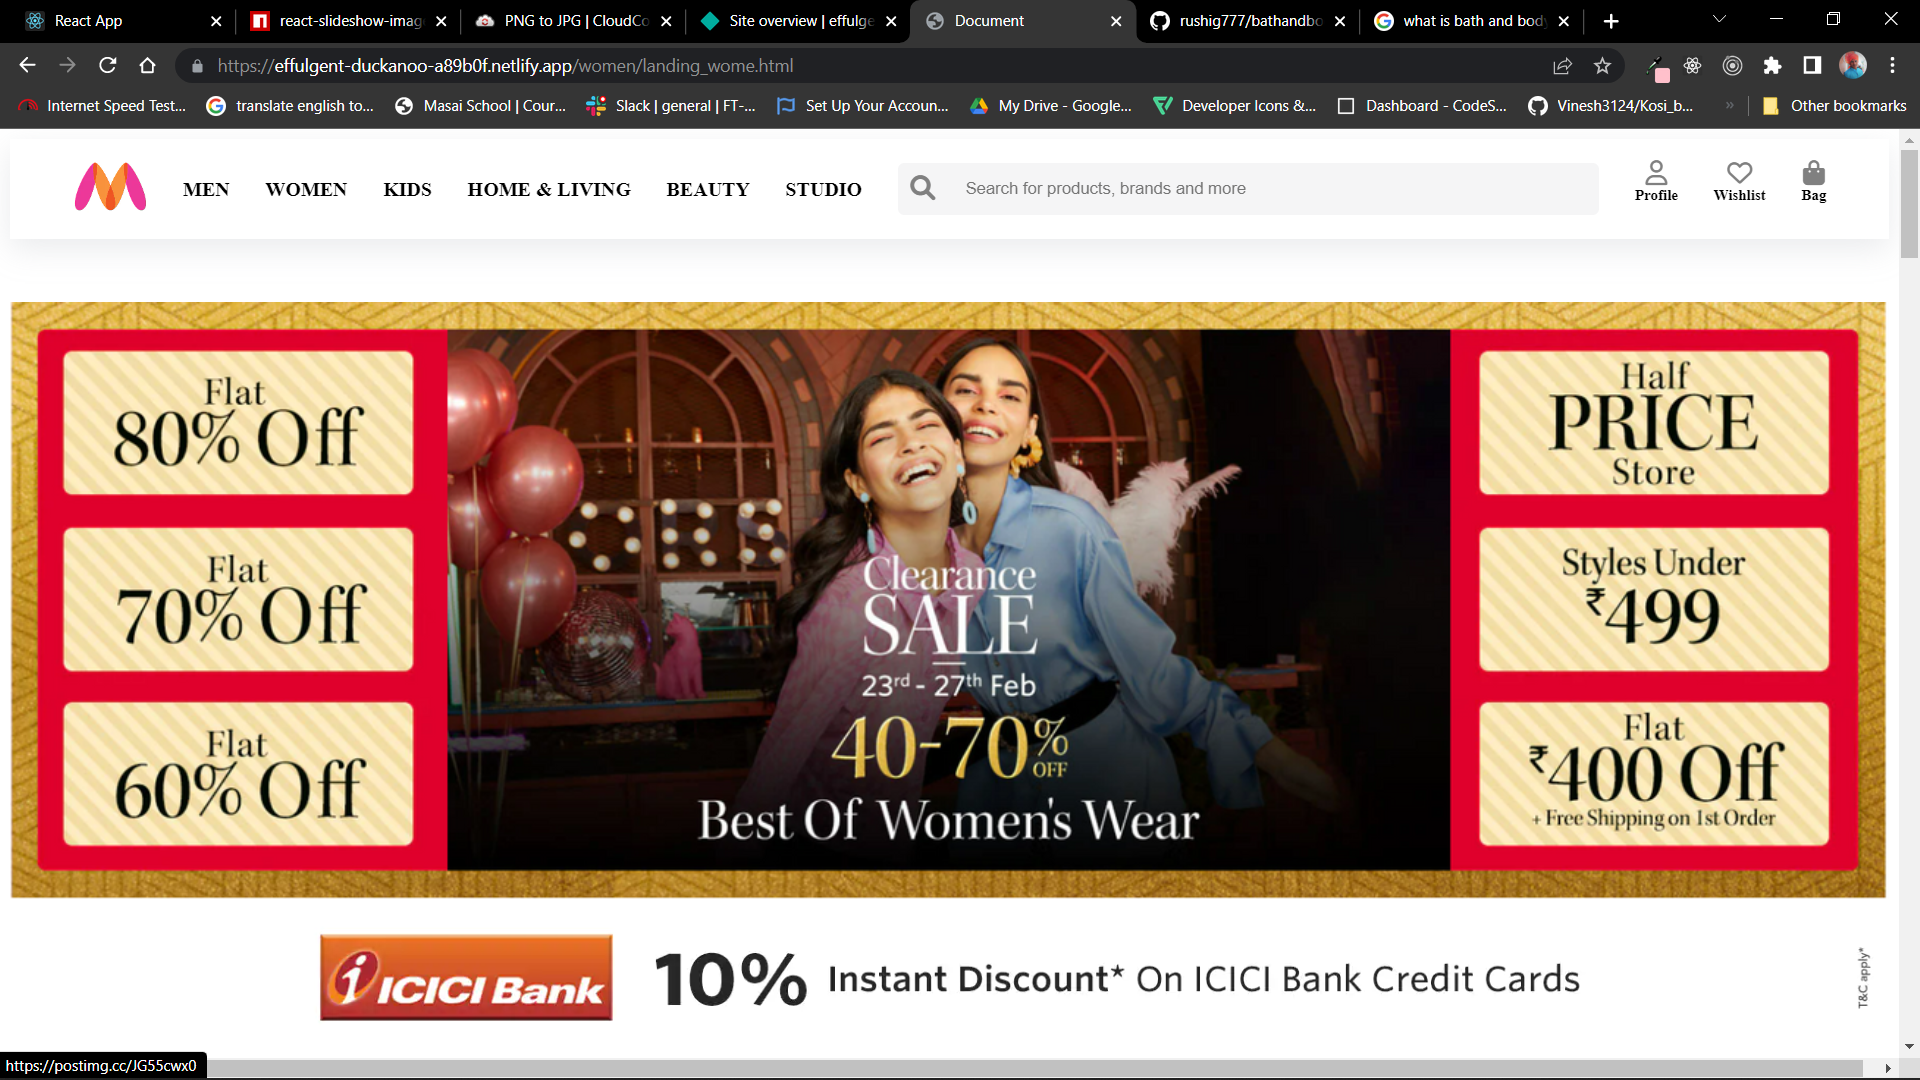 React App
react-slideshow-imag
PNG to JPG | CloudCo
Site overview | effulge
Document
rushig777/bathandbo
what is bath and body
https://effulgent-duckanoo-a89b0f.netlify.app/women/landing_wome.html
Internet Speed Test...
translate english to...
Masai School | Cour...
Slack | general | FT-...
Set Up Your Accoun...
My Drive - Google...
Developer Icons &...
Dashboard - CodeS...
Vinesh3124/Kosi_b...
Other bookmarks
MEN WOMEN KIDS HOME & LIVING BEAUTY STUDIO
Search for products, brands and more
Profile
Wishlist
Bag
Flat
80% Off
Flat
70% Off
Flat
60% Off
Clearance
SALE
23rd - 27th Feb
40-70% OFF
Best Of Women's Wear
Half
PRICE
Store
Styles Under
₹499
Flat
₹400 Off
+ Free Shipping on 1st Order
ICICI Bank
10% Instant Discount* On ICICI Bank Credit Cards
T&C apply*
https://postimg.cc/JG55cwx0